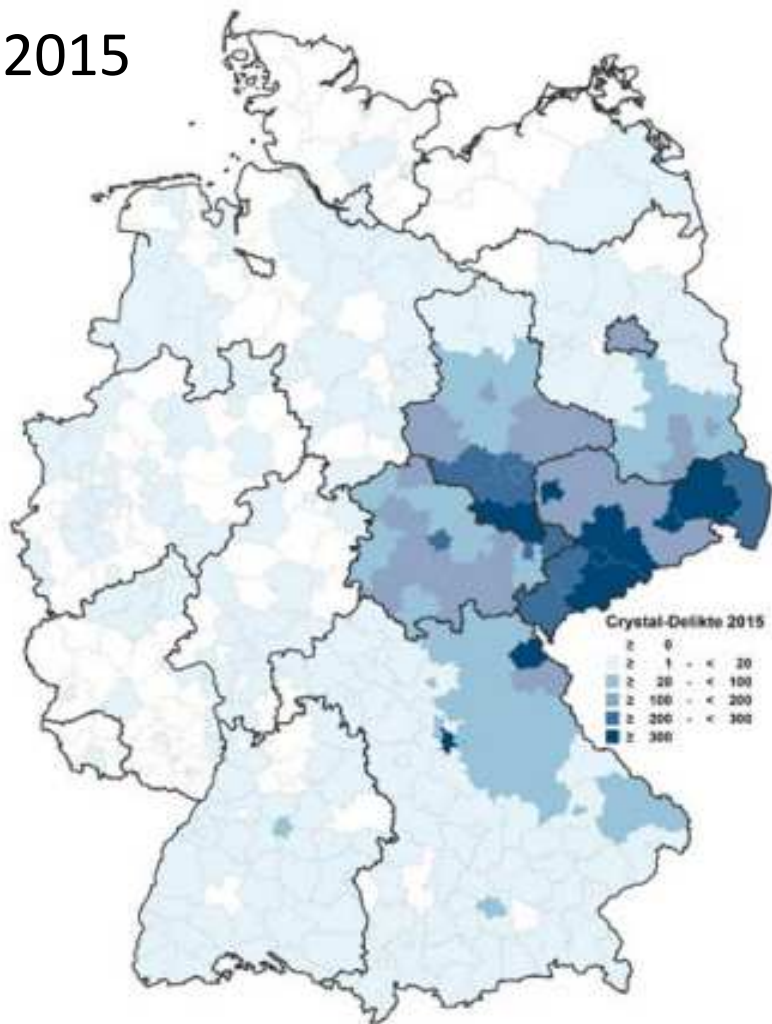 2015
Crystal-Delikte 2015
≥ 0
≥ 1 - < 20
≥ 20 - < 100
≥ 100 - < 200
≥ 200 - < 300
≥ 300